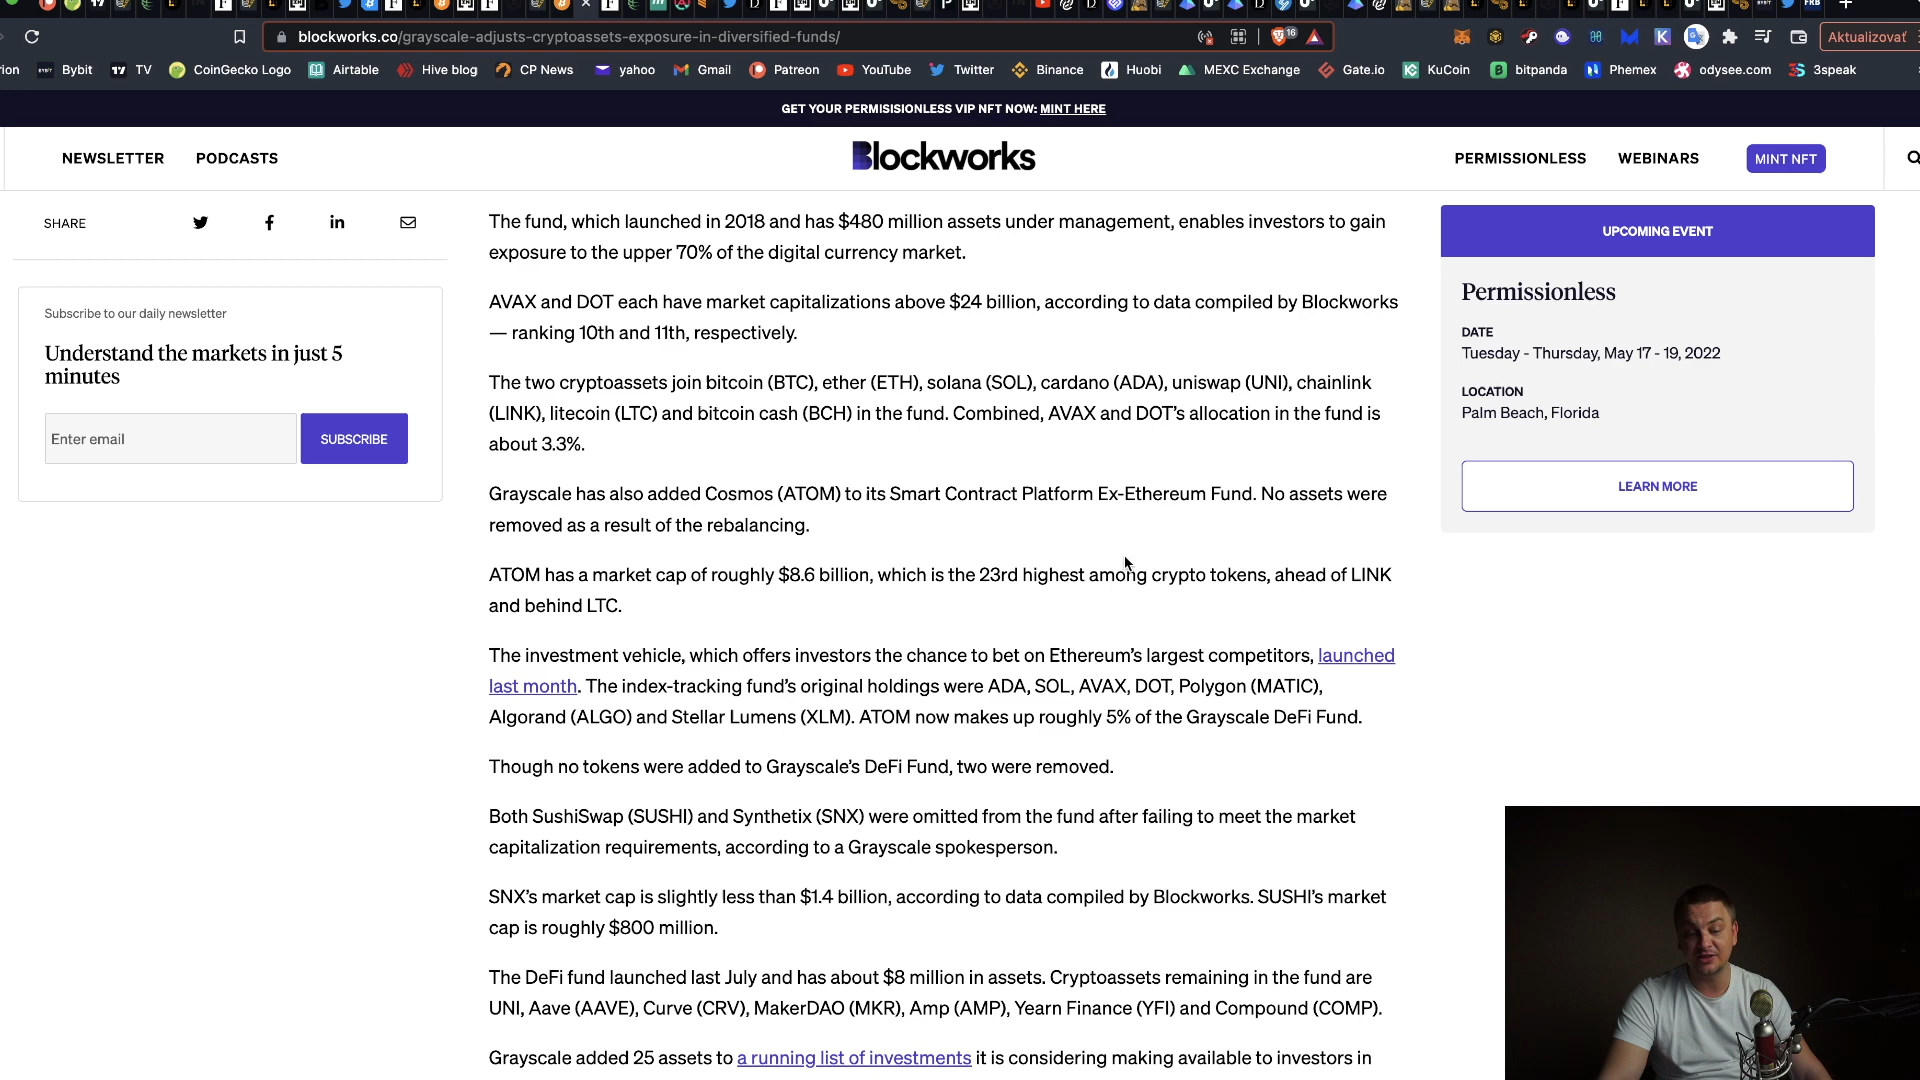 blockworks.co/grayscale-adjusts-cryptoassets-exposure-in-diversified-funds/
16
Aktualizovať
ion Bybit TV CoinGecko Logo Airtable Hive blog CP News yahoo Gmail Patreon YouTube Twitter Binance Huobi MEXC Exchange Gate.io KuCoin bitpanda Phemex odysee.com 3speak
GET YOUR PERMISISIONLESS VIP NFT NOW: MINT HERE
NEWSLETTER PODCASTS Blockworks PERMISSIONLESS WEBINARS MINT NFT
SHARE
Subscribe to our daily newsletter
Understand the markets in just 5
minutes
Enter email SUBSCRIBE
The fund, which launched in 2018 and has $480 million assets under management, enables investors to gain
exposure to the upper 70% of the digital currency market.
AVAX and DOT each have market capitalizations above $24 billion, according to data compiled by Blockworks
— ranking 10th and 11th, respectively.
The two cryptoassets join bitcoin (BTC), ether (ETH), solana (SOL), cardano (ADA), uniswap (UNI), chainlink
(LINK), litecoin (LTC) and bitcoin cash (BCH) in the fund. Combined, AVAX and DOT’s allocation in the fund is
about 3.3%.
Grayscale has also added Cosmos (ATOM) to its Smart Contract Platform Ex-Ethereum Fund. No assets were
removed as a result of the rebalancing.
ATOM has a market cap of roughly $8.6 billion, which is the 23rd highest among crypto tokens, ahead of LINK
and behind LTC.
The investment vehicle, which offers investors the chance to bet on Ethereum’s largest competitors, launched
last month. The index-tracking fund’s original holdings were ADA, SOL, AVAX, DOT, Polygon (MATIC),
Algorand (ALGO) and Stellar Lumens (XLM). ATOM now makes up roughly 5% of the Grayscale DeFi Fund.
Though no tokens were added to Grayscale’s DeFi Fund, two were removed.
Both SushiSwap (SUSHI) and Synthetix (SNX) were omitted from the fund after failing to meet the market
capitalization requirements, according to a Grayscale spokesperson.
SNX’s market cap is slightly less than $1.4 billion, according to data compiled by Blockworks. SUSHI’s market
cap is roughly $800 million.
The DeFi fund launched last July and has about $8 million in assets. Cryptoassets remaining in the fund are
UNI, Aave (AAVE), Curve (CRV), MakerDAO (MKR), Amp (AMP), Yearn Finance (YFI) and Compound (COMP).
Grayscale added 25 assets to a running list of investments it is considering making available to investors in
UPCOMING EVENT
Permissionless
DATE
Tuesday - Thursday, May 17 - 19, 2022
LOCATION
Palm Beach, Florida
LEARN MORE